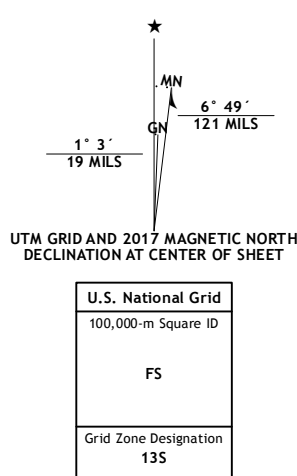 ★
MN
GN
6° 49´
121 MILS
1° 3´
19 MILS
UTM GRID AND 2017 MAGNETIC NORTH
DECLINATION AT CENTER OF SHEET
U.S. National Grid
100,000-m Square ID
FS
Grid Zone Designation
13S